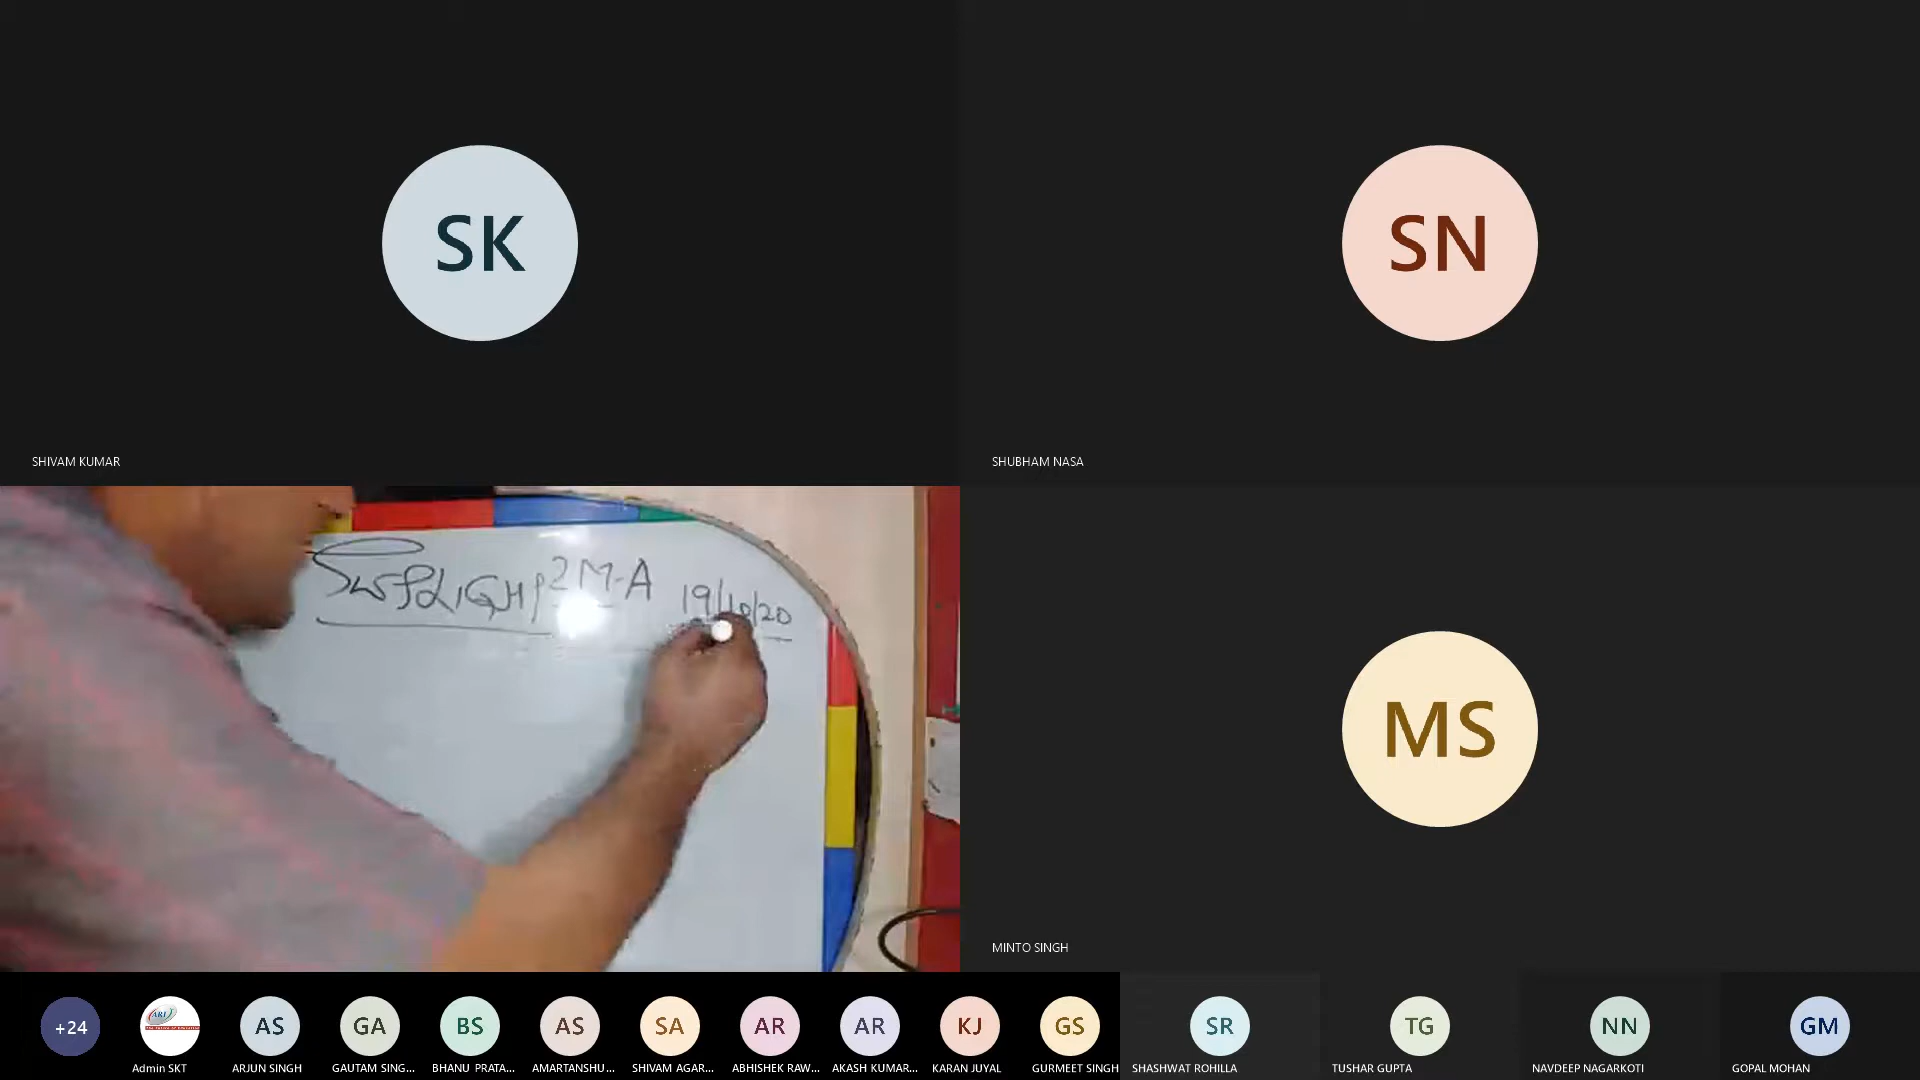 SK
SN
SHIVAM KUMAR
SHUBHAM NASA
2M-A
19/10/20
MS
MINTO SINGH
+24
ARI
AS
GA
BS
AS
SA
AR
AR
KJ
GS
SR
TG
NN
GM
Admin SKT
ARJUN SINGH
GAUTAM SING...
BHANU PRATA...
AMARTANSHU...
SHIVAM AGAR...
ABHISHEK RAW...
AKASH KUMAR...
KARAN JUYAL
GURMEET SINGH
SHASHWAT ROHILLA
TUSHAR GUPTA
NAVDEEP NAGARKOTI
GOPAL MOHAN